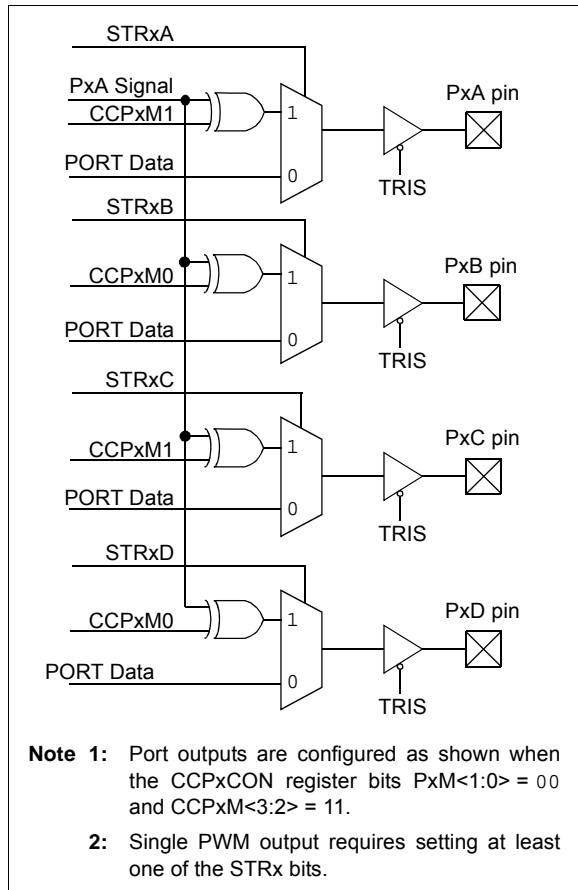 STRxA
PxA Signal
CCPxM1
PORT Data
1
0
TRIS
PxA pin
STRxB
CCPxM0
PORT Data
1
0
TRIS
PxB pin
STRxC
CCPxM1
PORT Data
1
0
TRIS
PxC pin
STRxD
CCPxM0
PORT Data
1
0
TRIS
PxD pin
Note 1: Port outputs are configured as shown when
the CCPxCON register bits PxM<1:0> = 00
and CCPxM<3:2> = 11.
2: Single PWM output requires setting at least
one of the STRx bits.